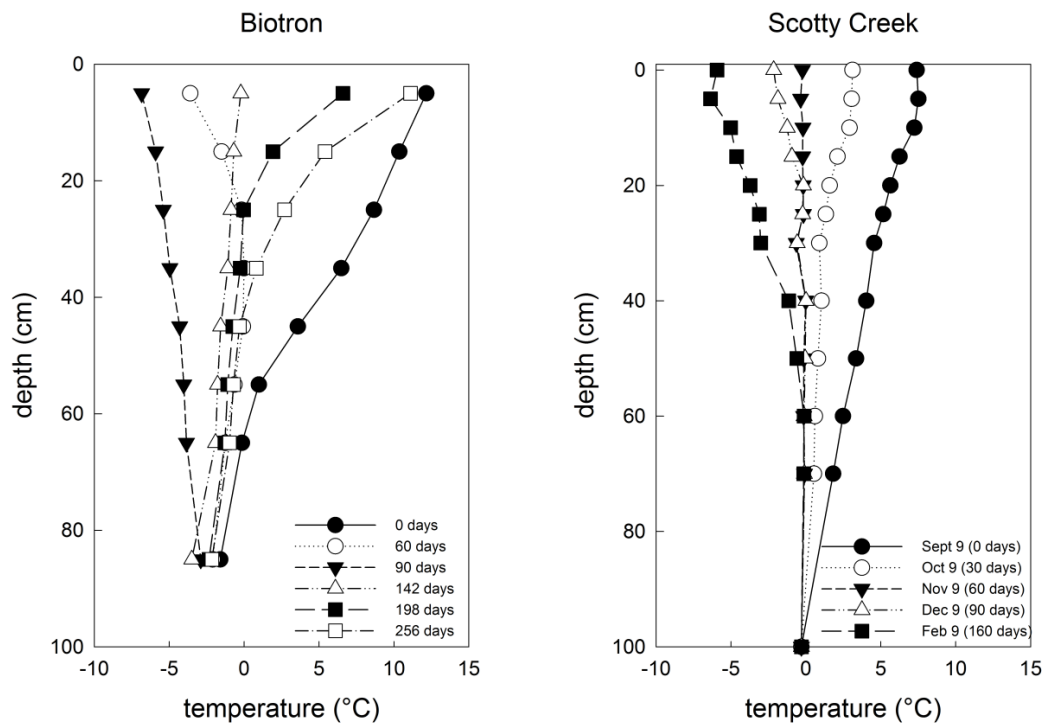 Biotron
0
20
40
60
80
100
depth (cm)
-10 -5 0 5 10 15
temperature (°C)
0 days
60 days
90 days
142 days
198 days
256 days
Scotty Creek
0
20
40
60
80
100
depth (cm)
-10 -5 0 5 10 15
temperature (°C)
Sept 9 (0 days)
Oct 9 (30 days)
Nov 9 (60 days)
Dec 9 (90 days)
Feb 9 (160 days)